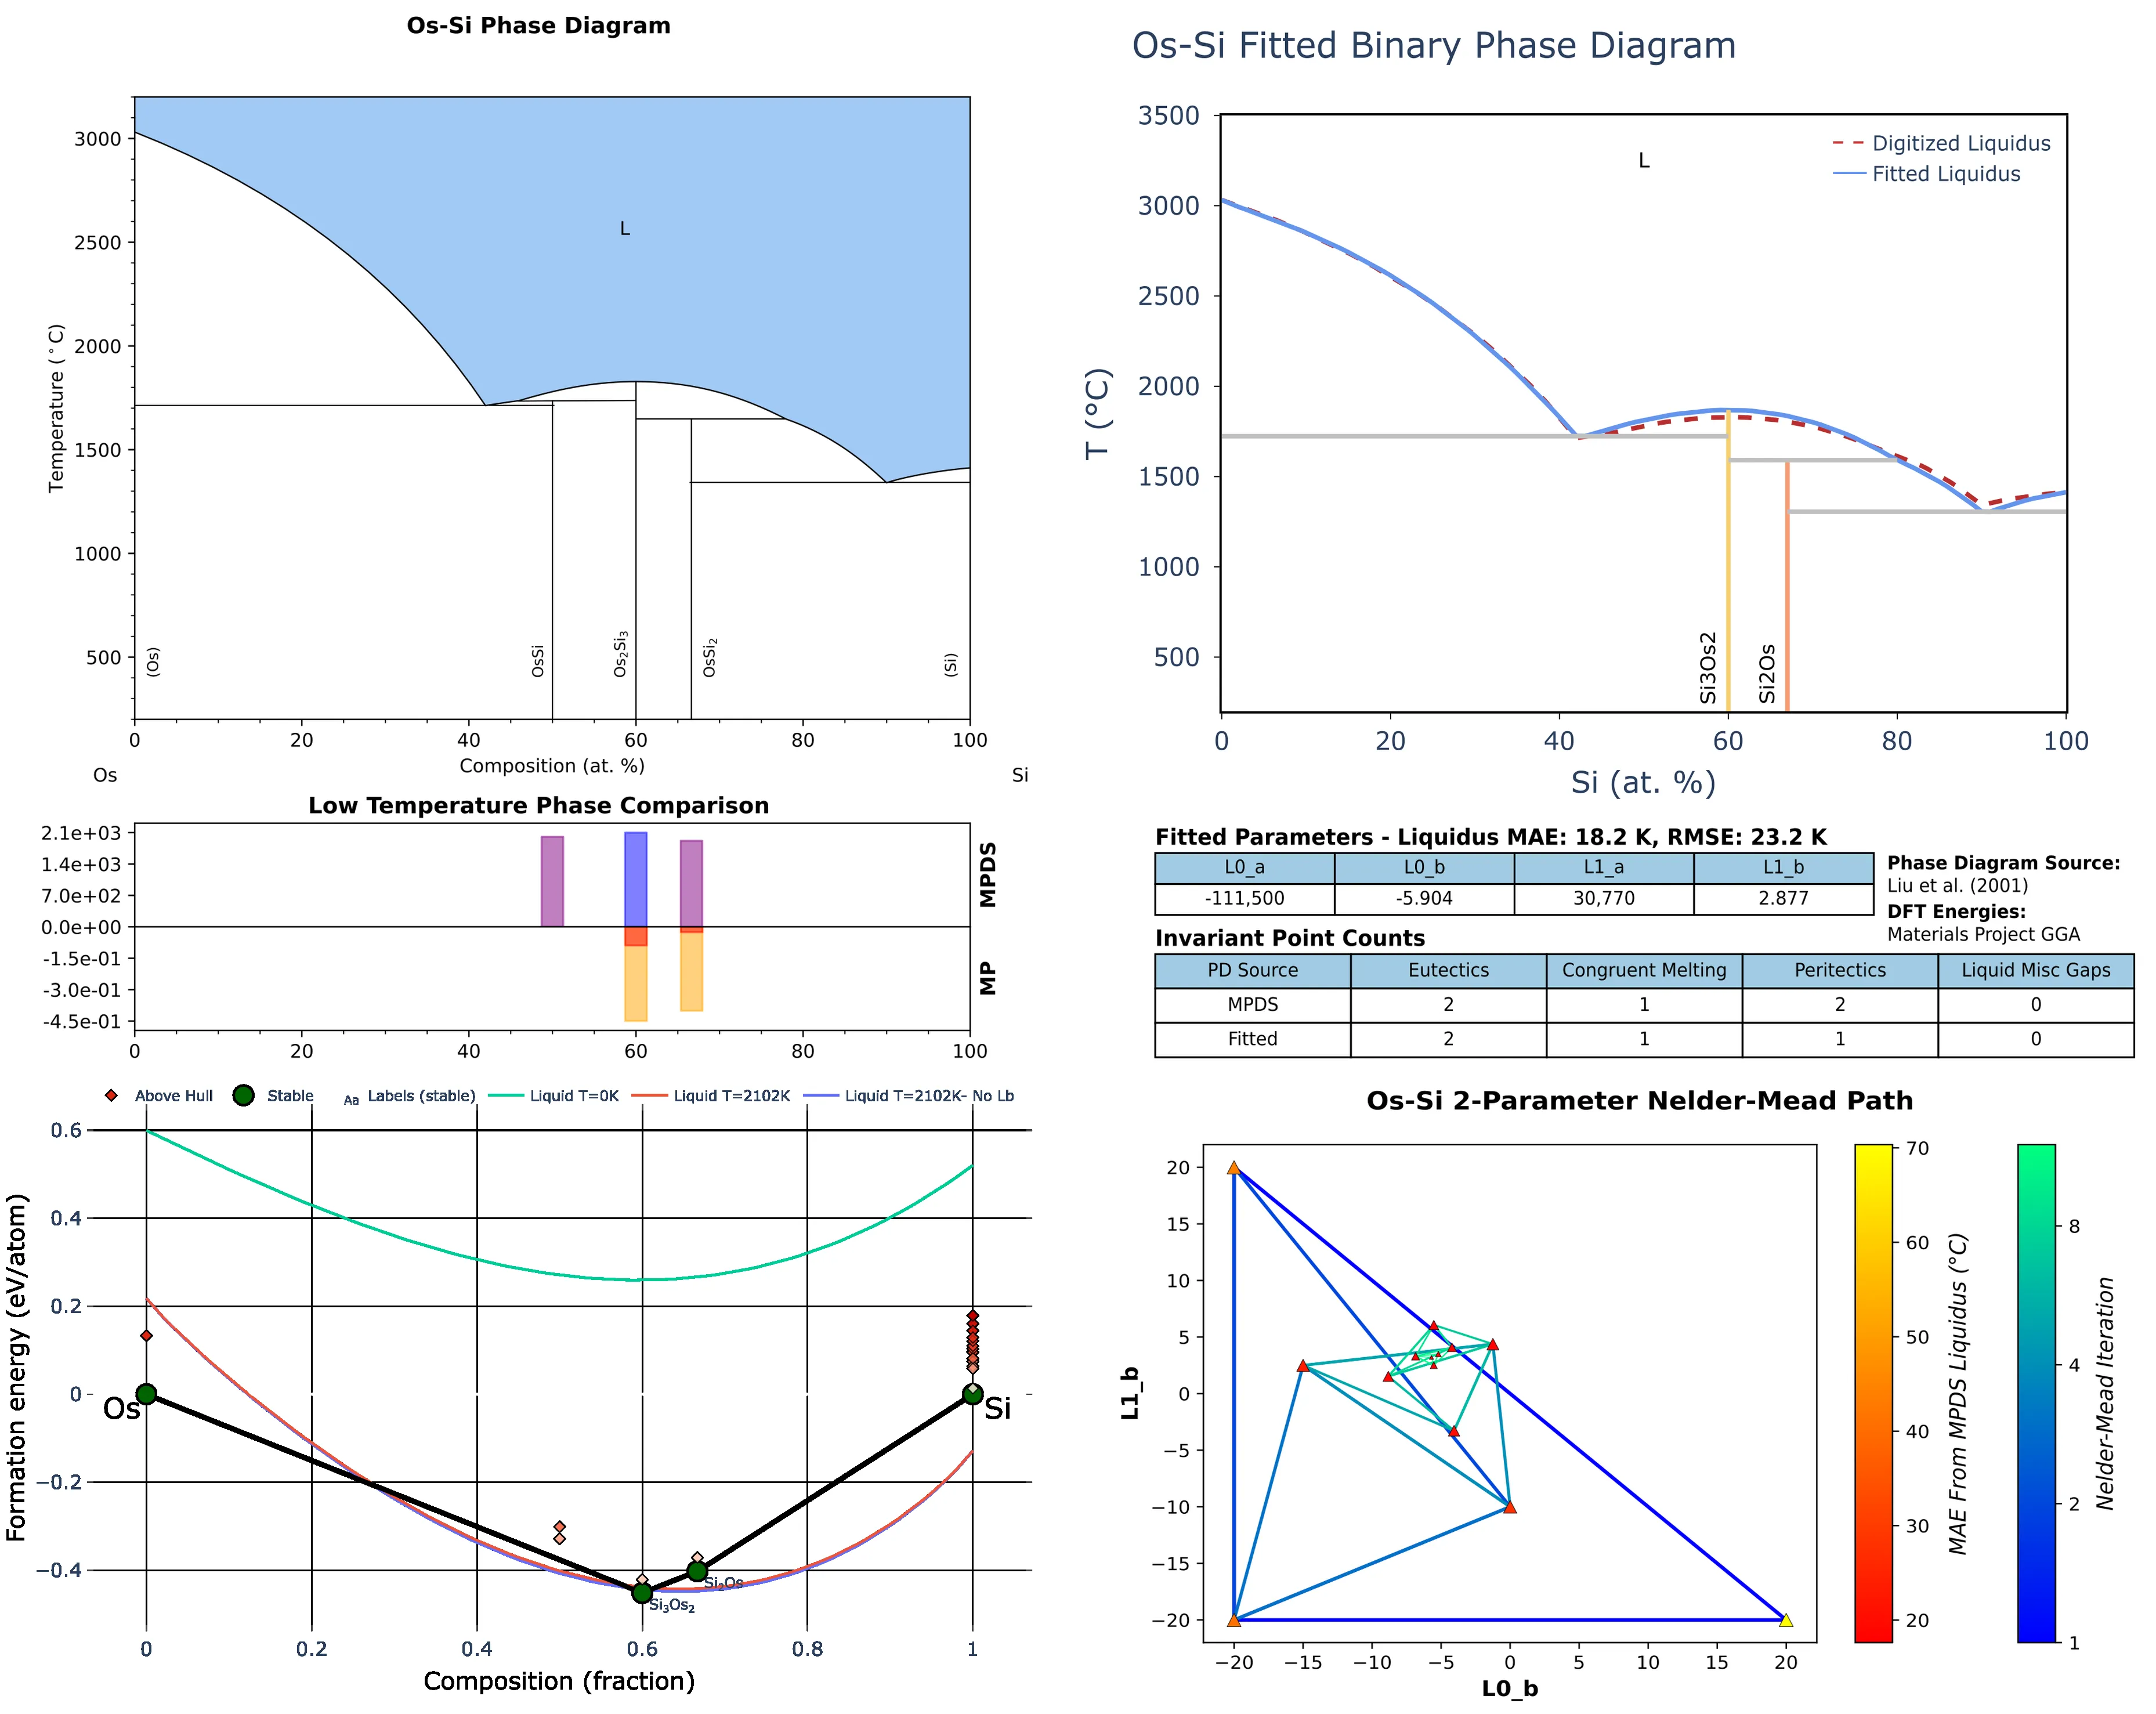 Os-Si Phase Diagram
3000
2500
2000
1500
1000
500
Temperature (°C)
L
(Os)
OsSi
Os2Si3
OsSi2
(Si)
0 20 40 60 80 100
Composition (at. %)
Os Si
Low Temperature Phase Comparison
2.1e+03
1.4e+03
7.0e+02
0.0e+00
-1.5e-01
-3.0e-01
-4.5e-01
MPDS
MP
0 20 40 60 80 100
Os-Si Fitted Binary Phase Diagram
3500
3000
2500
2000
1500
1000
500
T (°C)
L
Digitized Liquidus
Fitted Liquidus
Si3Os2
Si2Os
0 20 40 60 80 100
Si (at. %)
Fitted Parameters - Liquidus MAE: 18.2 K, RMSE: 23.2 K
L0_a L0_b L1_a L1_b
-111,500 -5.904 30,770 2.877
Phase Diagram Source:
Liu et al. (2001)
DFT Energies:
Materials Project GGA
Invariant Point Counts
PD Source Eutectics Congruent Melting Peritectics Liquid Misc Gaps
MPDS 2 1 2 0
Fitted 2 1 1 0
Above Hull Stable Aa Labels (stable) Liquid T=0K Liquid T=2102K Liquid T=2102K- No Lb
0.6
0.4
0.2
0
−0.2
−0.4
Formation energy (eV/atom)
Os
Si
Si2Os
Si3Os2
0 0.2 0.4 0.6 0.8 1
Composition (fraction)
Os-Si 2-Parameter Nelder-Mead Path
20
15
10
5
0
−5
−10
−15
−20
L1_b
−20 −15 −10 −5 0 5 10 15 20
L0_b
70
60
50
40
30
20
MAE From MPDS Liquidus (°C)
8
4
2
1
Nelder-Mead Iteration